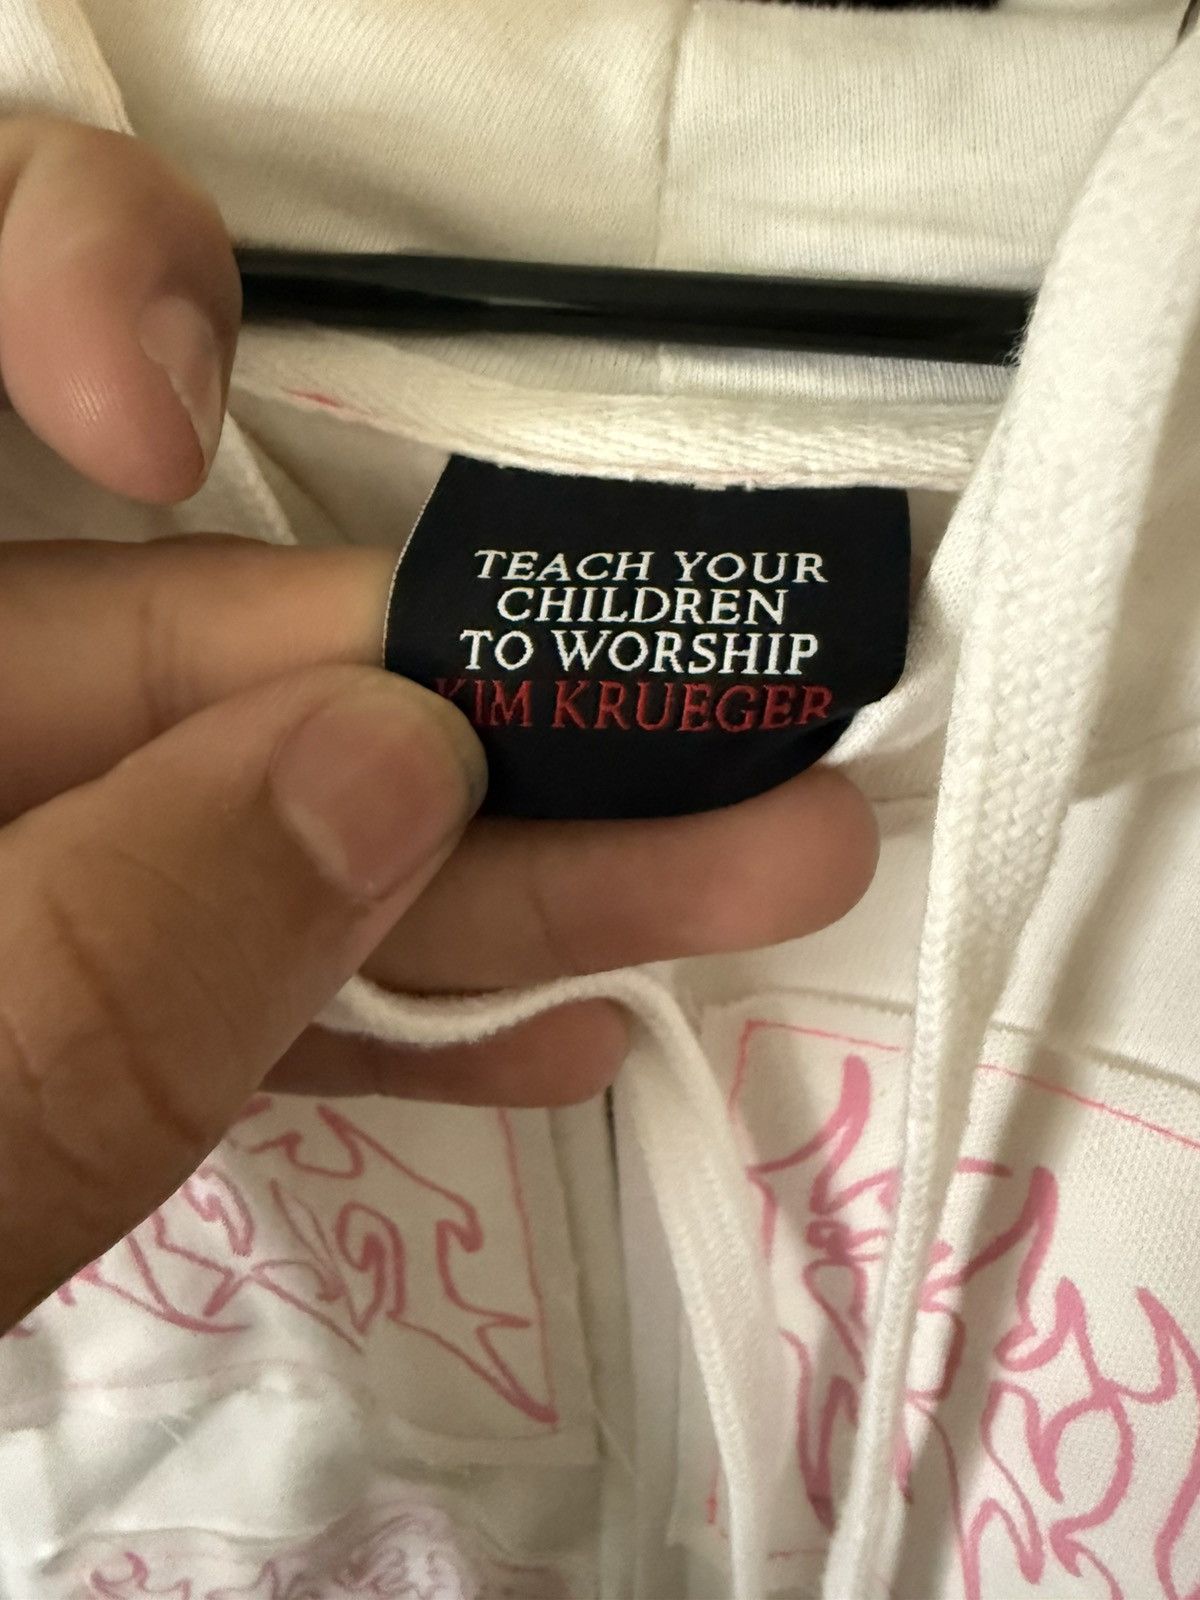 TEACH YOUR
CHILDREN
TO WORSHIP
KIM KRUEGER